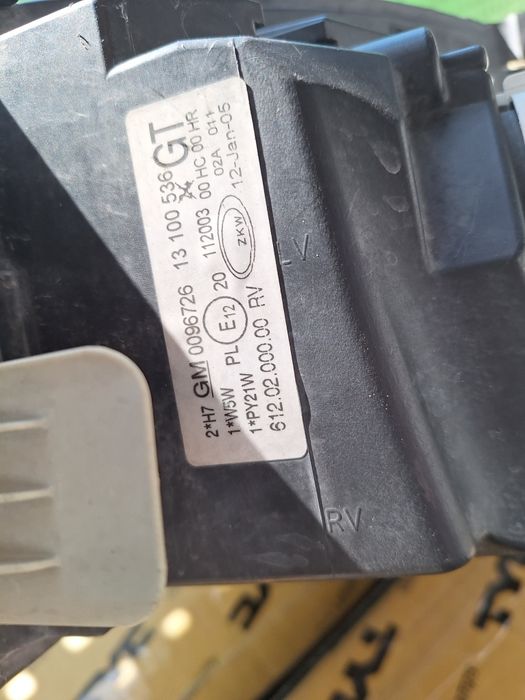 2*H7 GM 0096726 13 100 536 GT
1*W5W PL E12 20 112003 00 HC 00 HR
02A 011
1*PY21W ZKW 12-Jan-05
612.02.000.00 RV
LV
RV